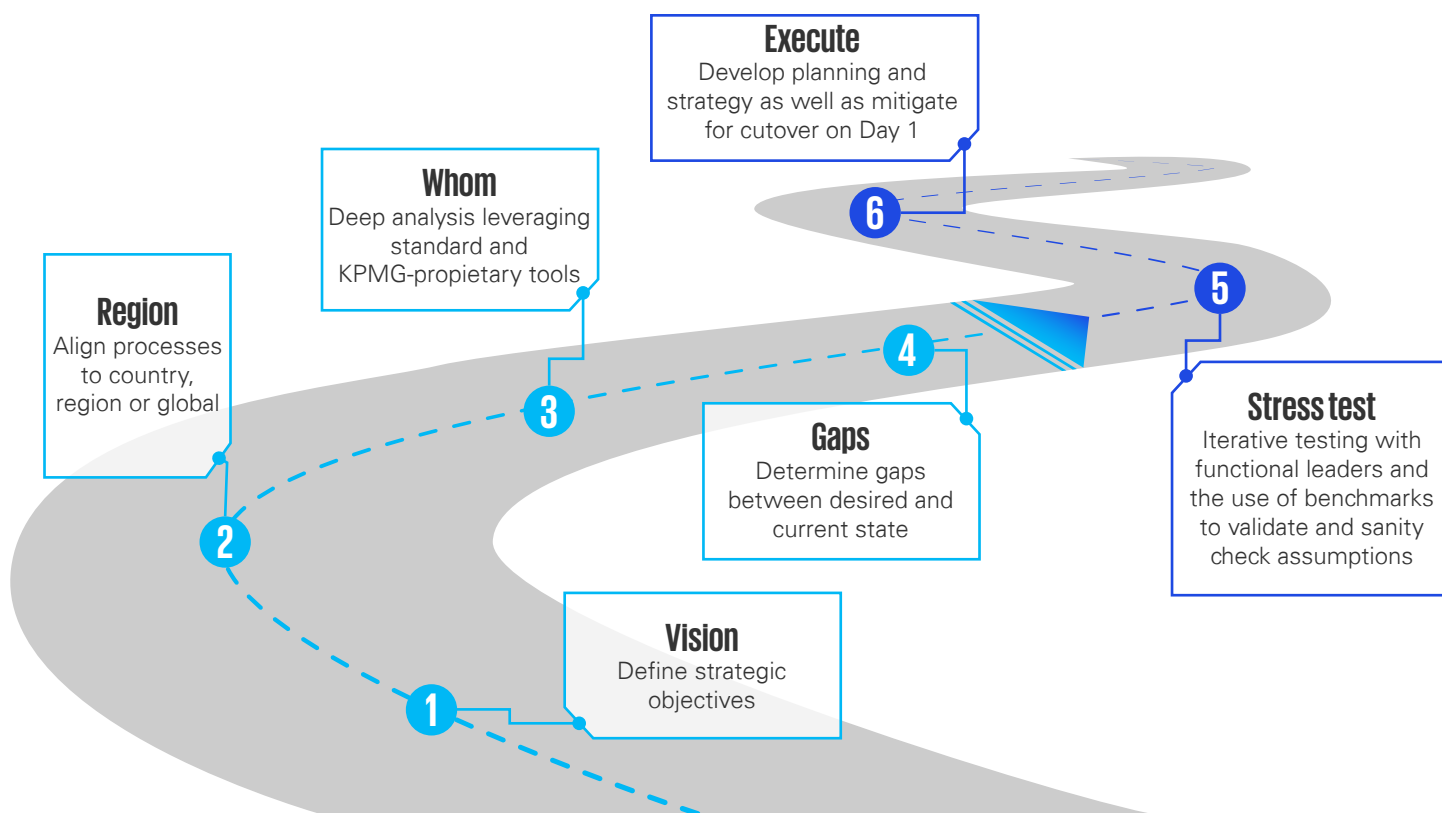 1
Vision
Define strategic
objectives
2
Region
Align processes
to country,
region or global
3
Whom
Deep analysis leveraging
standard and
KPMG-propietary tools
4
Gaps
Determine gaps
between desired and
current state
5
Stress test
Iterative testing with
functional leaders and
the use of benchmarks
to validate and sanity
check assumptions
6
Execute
Develop planning and
strategy as well as mitigate
for cutover on Day 1